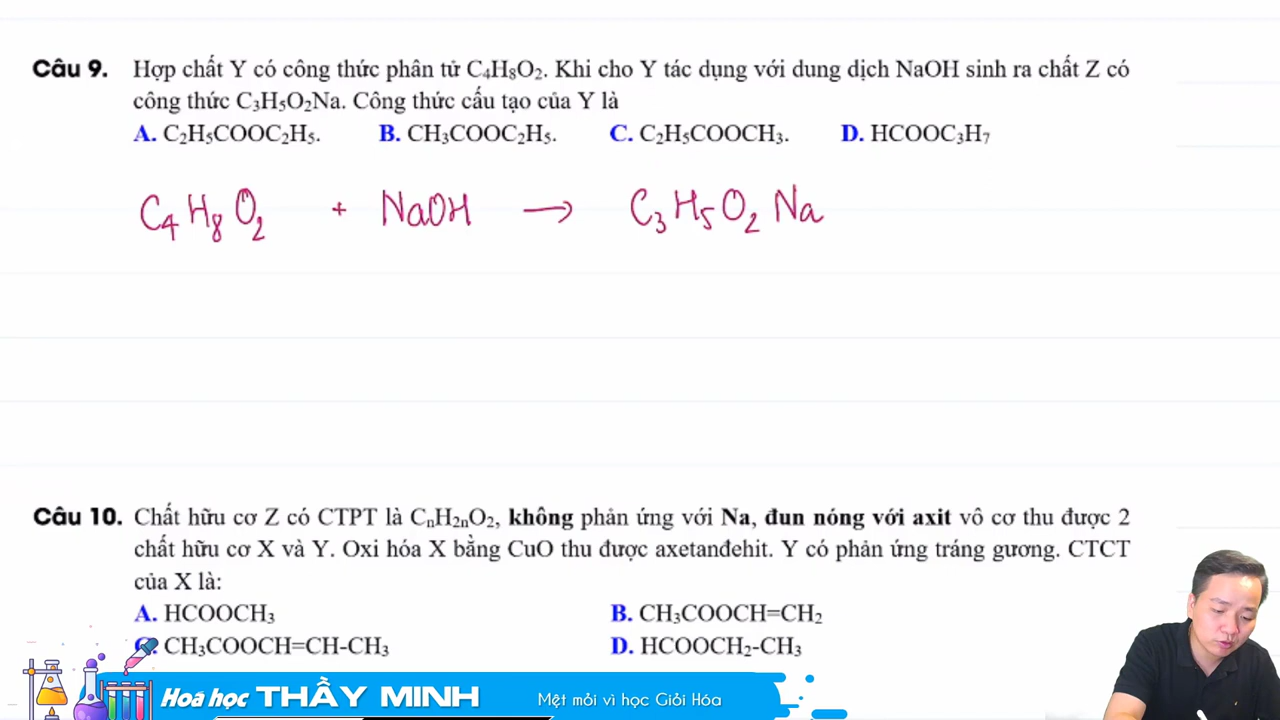 Câu 9. Hợp chất Y có công thức phân tử C₄H₈O₂. Khi cho Y tác dụng với dung dịch NaOH sinh ra chất Z có
công thức C₃H₅O₂Na. Công thức cấu tạo của Y là
A. C₂H₅COOC₂H₅. B. CH₃COOC₂H₅. C. C₂H₅COOCH₃. D. HCOOC₃H₇
C₄H₈O₂ + NaOH → C₃H₅O₂Na
Câu 10. Chất hữu cơ Z có CTPT là CₙH₂ₙO₂, không phản ứng với Na, đun nóng với axit vô cơ thu được 2
chất hữu cơ X và Y. Oxi hóa X bằng CuO thu được axetanđehit. Y có phản ứng tráng gương. CTCT
của X là:
A. HCOOCH₃ B. CH₃COOCH=CH₂
C. CH₃COOCH=CH-CH₃ D. HCOOCH₂-CH₃
Hoá học THẦY MINH Mệt mỏi vì học Giỏi Hóa